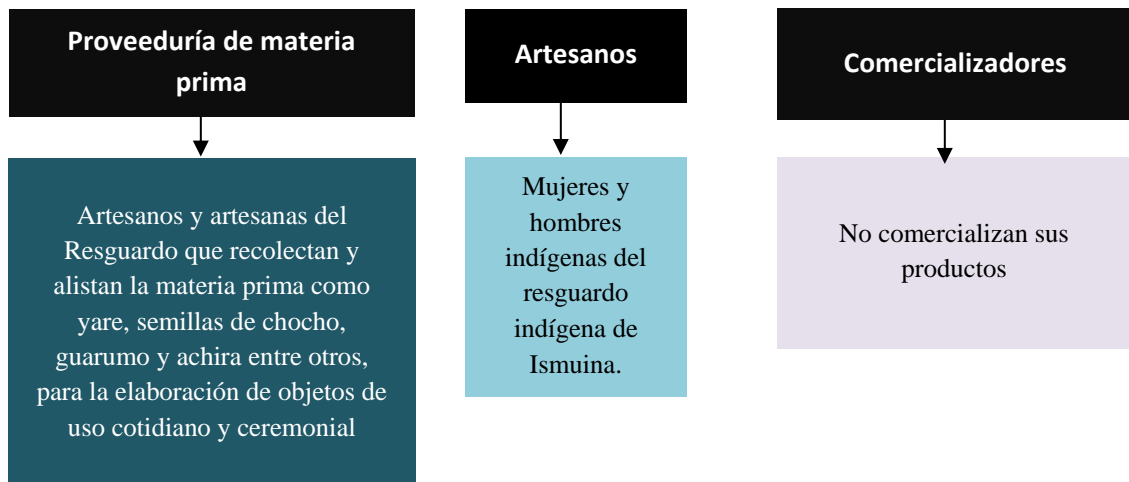 Proveeduría de materia
prima
Artesanos y artesanas del
Resguardo que recolectan y
alistan la materia prima como
yare, semillas de chocho,
guarumo y achira entre otros,
para la elaboración de objetos de
uso cotidiano y ceremonial
Artesanos
Mujeres y
hombres
indígenas del
resguardo
indígena de
Ismuina.
Comercializadores
No comercializan sus
productos